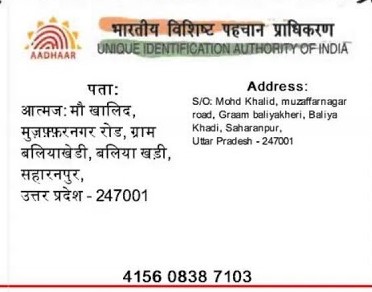 भारतीय विशिष्ट पहचान प्राधिकरण
AADHAAR
UNIQUE IDENTIFICATION AUTHORITY OF INDIA
पता:
आत्मज: मौ खालिद,
मुज़फ़्फ़रनगर रोड, ग्राम
बलियाखेडी, बलिया खड़ी,
सहारनपुर,
उत्तर प्रदेश - 247001
Address:
S/O: Mohd Khalid, muzaffarnagar
road, Graam baliyakheri, Baliya
Khadi, Saharanpur,
Uttar Pradesh - 247001
4156 0838 7103